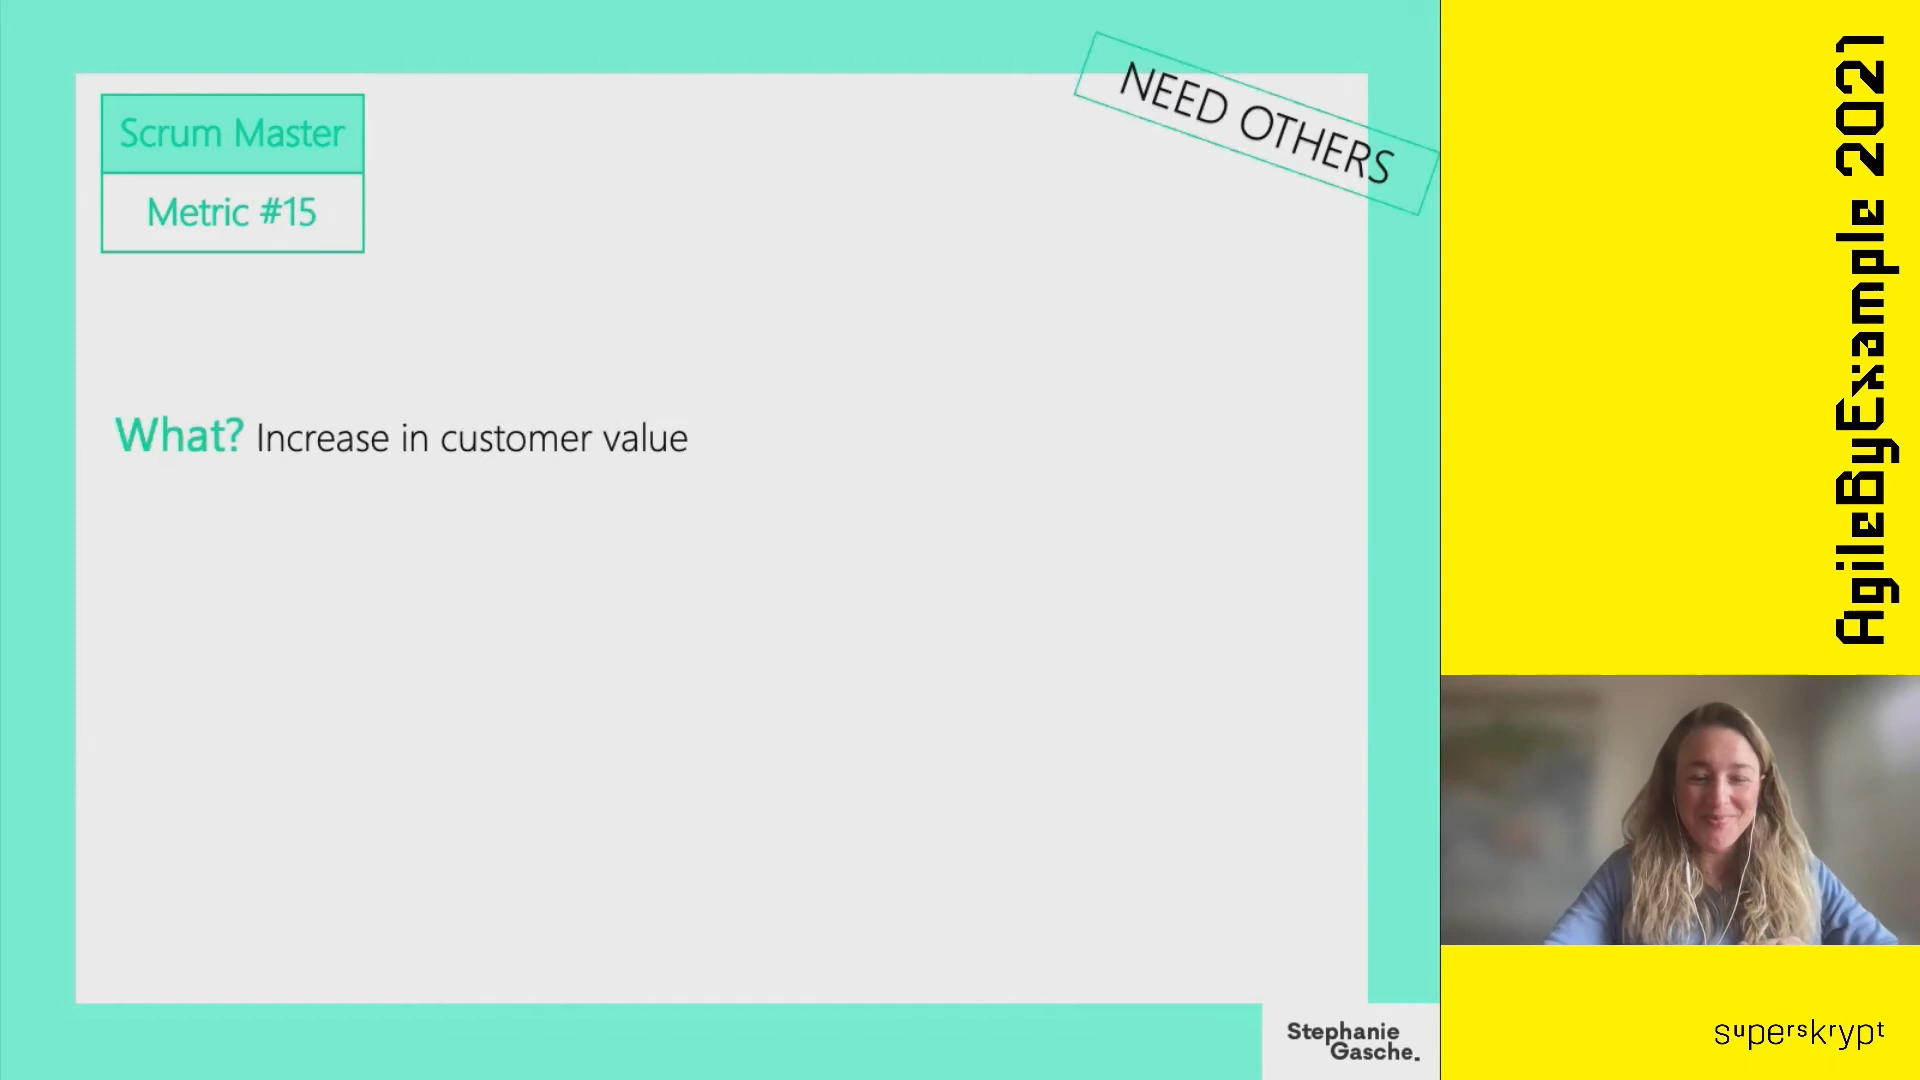 NEED OTHERS
Scrum Master
Metric #15
What? Increase in customer value
Stephanie
Gasche.
AgileByExample 2021
superskrypt